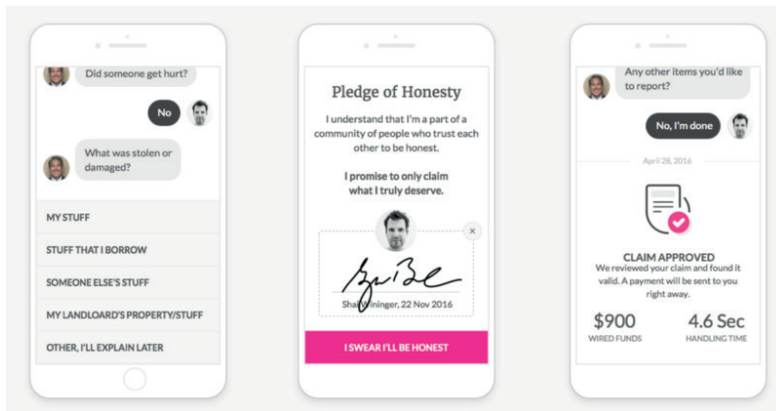 Did someone get hurt?
No
What was stolen or
damaged?
MY STUFF
STUFF THAT I BORROW
SOMEONE ELSE'S STUFF
MY LANDLOARD'S PROPERTY/STUFF
OTHER, I'LL EXPLAIN LATER
Pledge of Honesty
I understand that I'm a part of a
community of people who trust each
other to be honest.
I promise to only claim
what I truly deserve.
Shai Wininger, 22 Nov 2016
I SWEAR I'LL BE HONEST
Any other items you'd like
to report?
No, I'm done
April 28, 2016
CLAIM APPROVED
We reviewed your claim and found it
valid. A payment will be sent to you
right away.
$900 4.6 Sec
WIRED FUNDS HANDLING TIME